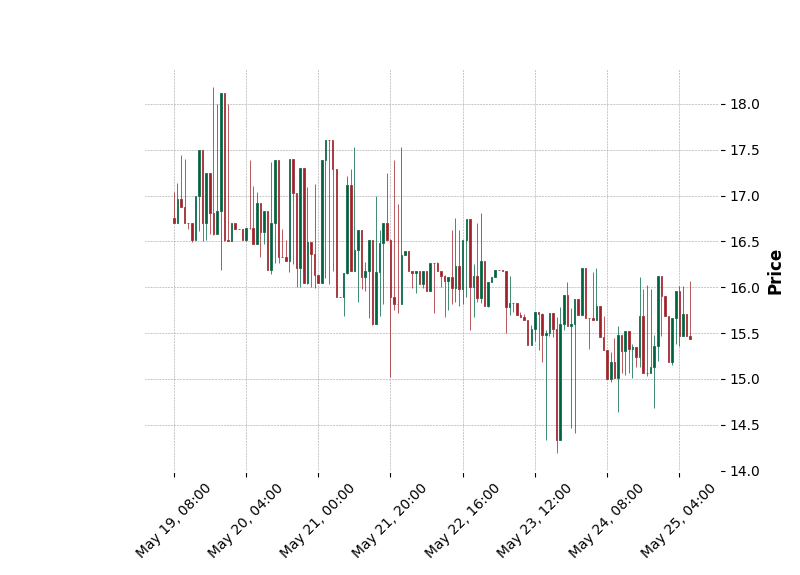 18.0
17.5
17.0
16.5
16.0
15.5
15.0
14.5
14.0
Price
May 19, 08:00
May 20, 04:00
May 21, 00:00
May 21, 20:00
May 22, 16:00
May 23, 12:00
May 24, 08:00
May 25, 04:00